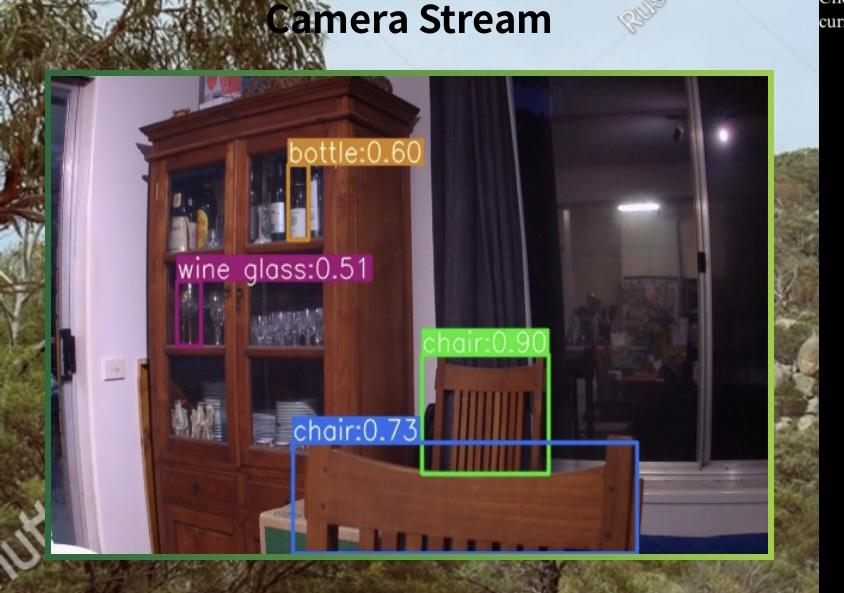 Camera Stream
bottle:0.60
wine glass:0.51
chair:0.90
chair:0.73